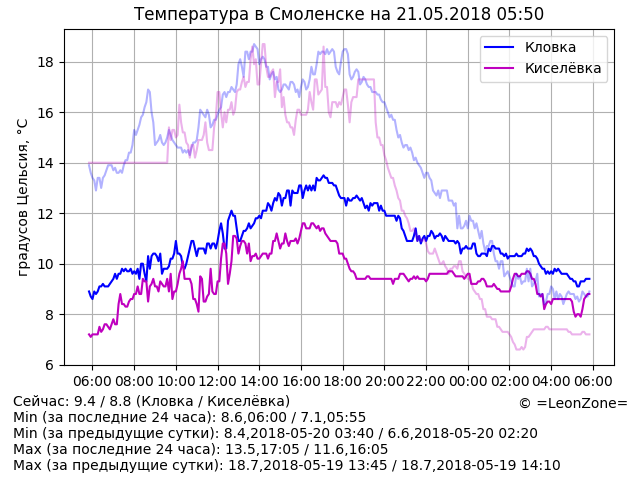 Температура в Смоленске на 21.05.2018 05:50
градусов Цельсия, °C
18
16
14
12
10
8
6
Кловка
Киселёвка
06:00 08:00 10:00 12:00 14:00 16:00 18:00 20:00 22:00 00:00 02:00 04:00 06:00
Сейчас: 9.4 / 8.8 (Кловка / Киселёвка)
© =LeonZone=
Min (за последние 24 часа): 8.6,06:00 / 7.1,05:55
Min (за предыдущие сутки): 8.4,2018-05-20 03:40 / 6.6,2018-05-20 02:20
Max (за последние 24 часа): 13.5,17:05 / 11.6,16:05
Max (за предыдущие сутки): 18.7,2018-05-19 13:45 / 18.7,2018-05-19 14:10